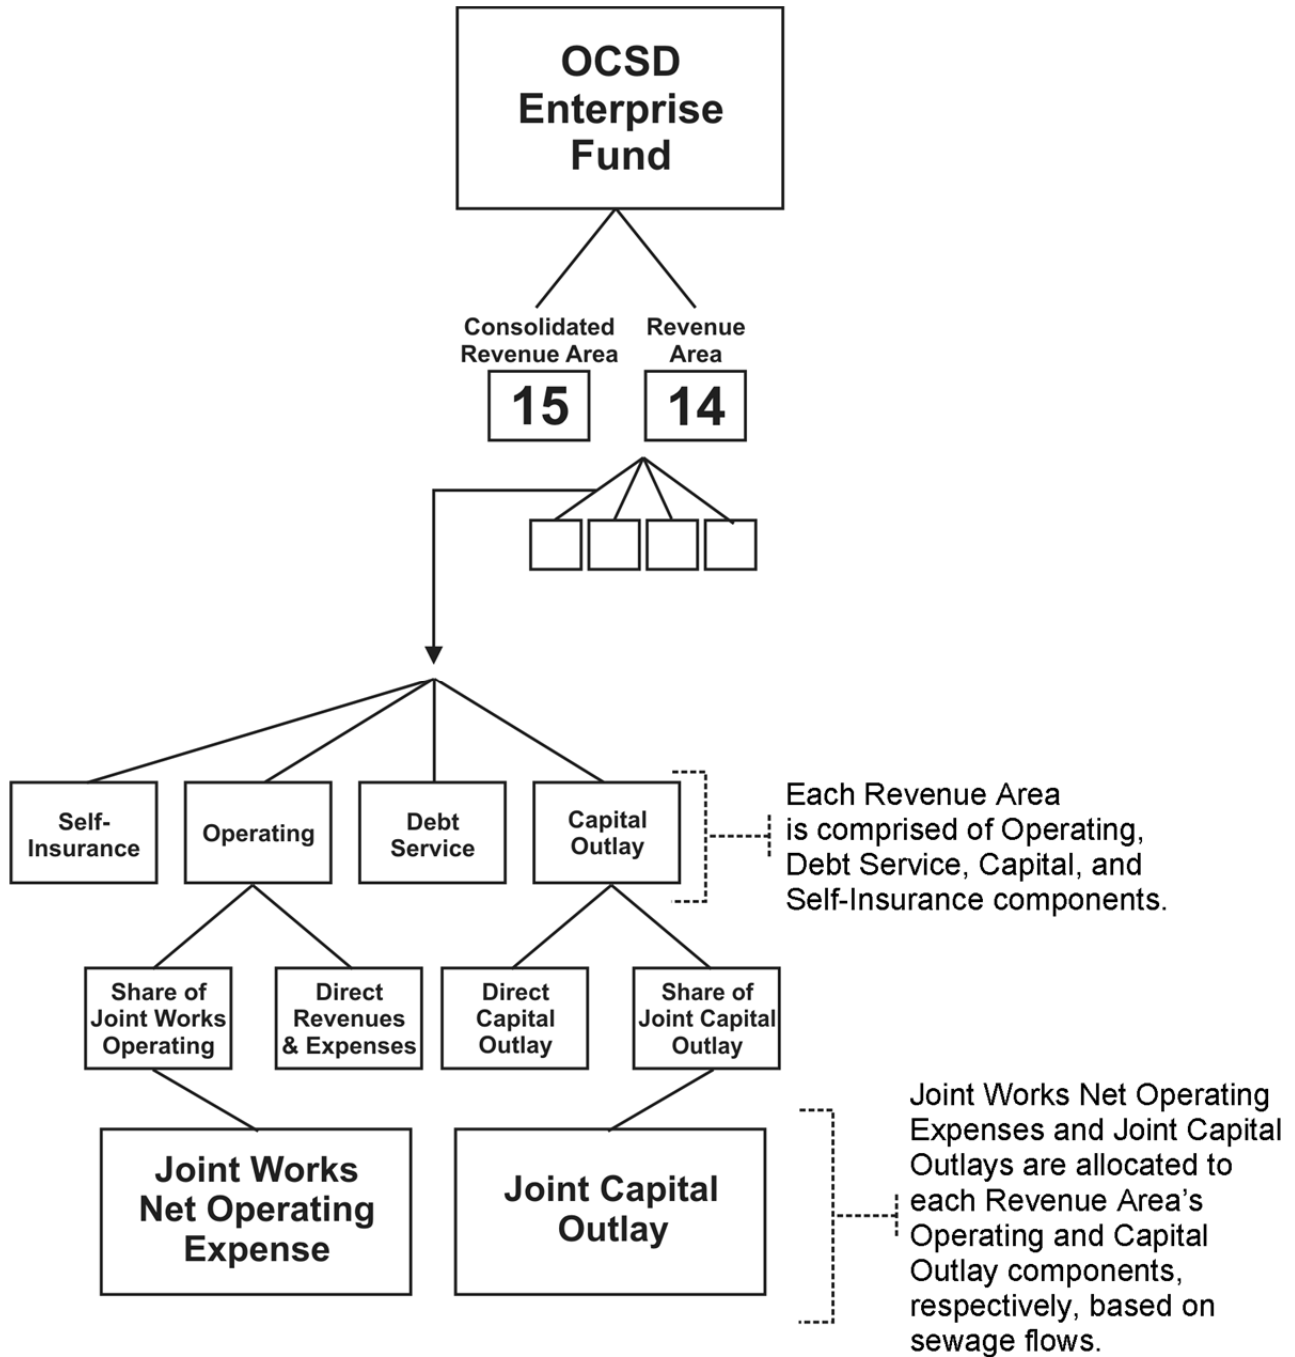 OCSD
Enterprise
Fund
Consolidated
Revenue Area
Revenue
Area
15
14
Self-
Insurance
Operating
Debt
Service
Capital
Outlay
Each Revenue Area
is comprised of Operating,
Debt Service, Capital, and
Self-Insurance components.
Share of
Joint Works
Operating
Direct
Revenues
& Expenses
Direct
Capital
Outlay
Share of
Joint Capital
Outlay
Joint Works
Net Operating
Expense
Joint Capital
Outlay
Joint Works Net Operating
Expenses and Joint Capital
Outlays are allocated to
each Revenue Area’s
Operating and Capital
Outlay components,
respectively, based on
sewage flows.